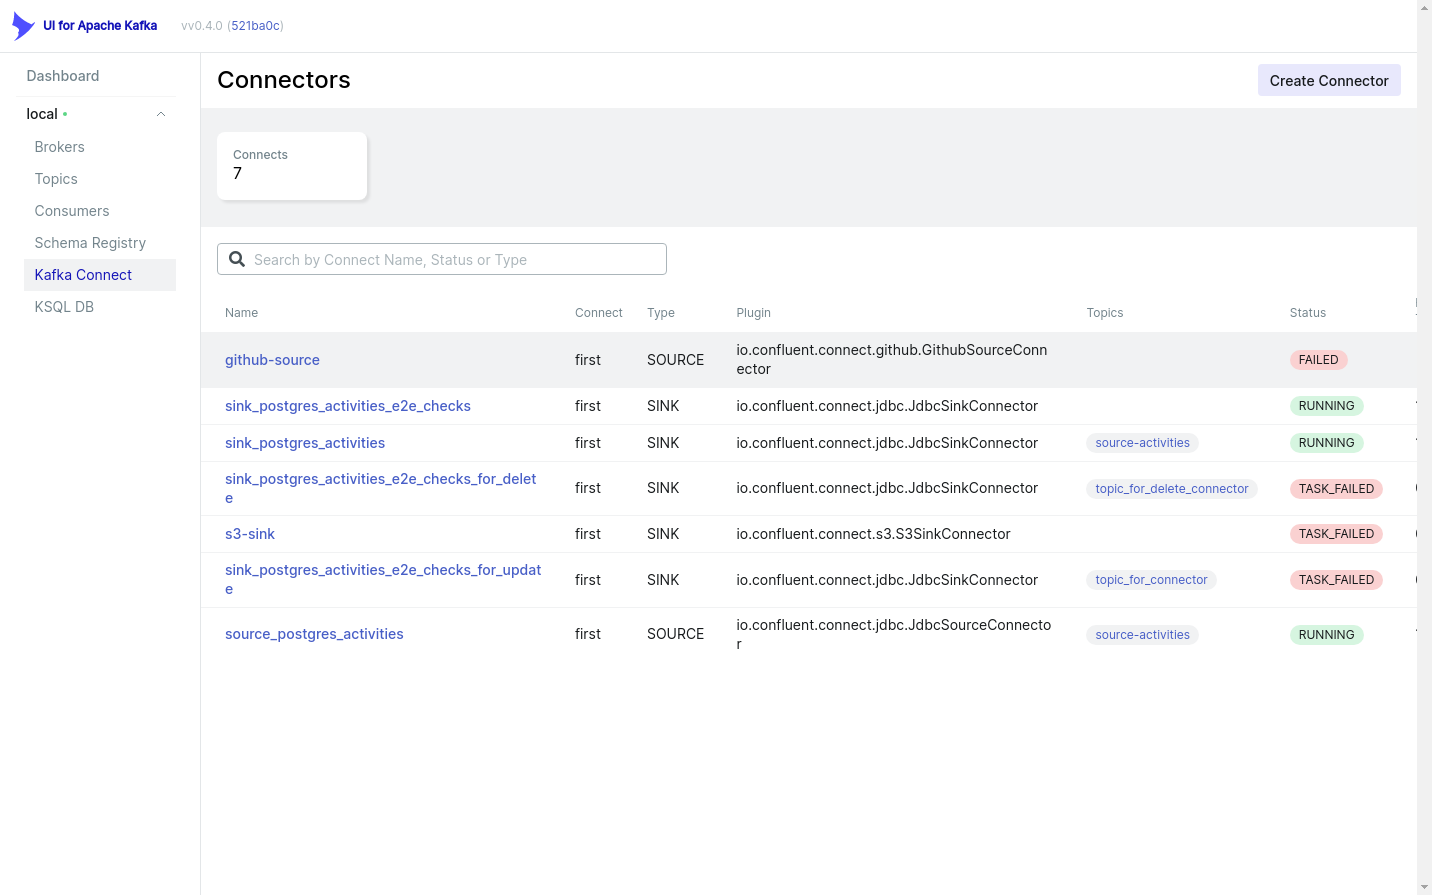 UI for Apache Kafka vv0.4.0 (521ba0c)
Dashboard
local
Brokers
Topics
Consumers
Schema Registry
Kafka Connect
KSQL DB
Connectors
Create Connector
Connects
7
Search by Connect Name, Status or Type
Name Connect Type Plugin Topics Status
github-source first SOURCE io.confluent.connect.github.GithubSourceConn
ector FAILED
sink_postgres_activities_e2e_checks first SINK io.confluent.connect.jdbc.JdbcSinkConnector RUNNING
sink_postgres_activities first SINK io.confluent.connect.jdbc.JdbcSinkConnector source-activities RUNNING
sink_postgres_activities_e2e_checks_for_delet
e first SINK io.confluent.connect.jdbc.JdbcSinkConnector topic_for_delete_connector TASK_FAILED
s3-sink first SINK io.confluent.connect.s3.S3SinkConnector TASK_FAILED
sink_postgres_activities_e2e_checks_for_updat
e first SINK io.confluent.connect.jdbc.JdbcSinkConnector topic_for_connector TASK_FAILED
source_postgres_activities first SOURCE io.confluent.connect.jdbc.JdbcSourceConnecto
r source-activities RUNNING